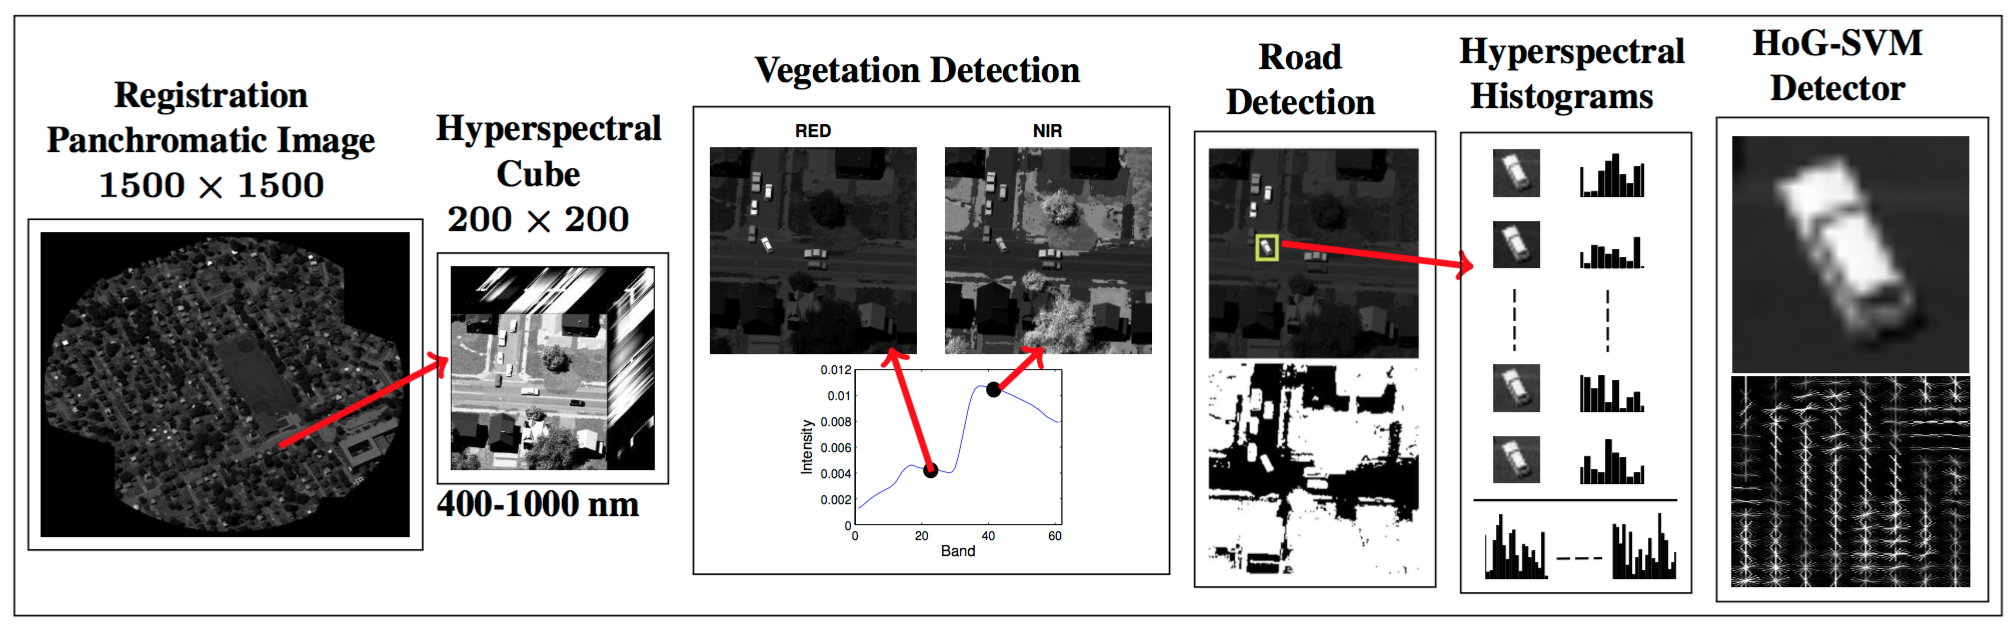 Registration
Panchromatic Image
1500 × 1500
Hyperspectral
Cube
200 × 200
400-1000 nm
Vegetation Detection
RED
NIR
0.012
0.01
0.008
0.006
0.004
0.002
0
Intensity
0
20
40
60
Band
Road
Detection
Hyperspectral
Histograms
HoG-SVM
Detector